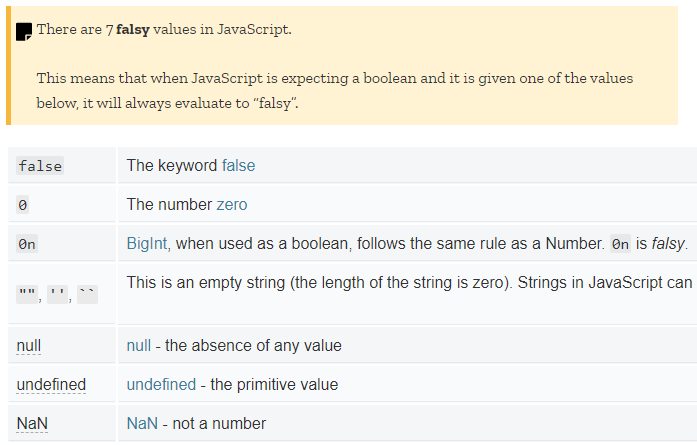 There are 7 falsy values in JavaScript.
This means that when JavaScript is expecting a boolean and it is given one of the values
below, it will always evaluate to “falsy”.
false The keyword false
0 The number zero
0n BigInt, when used as a boolean, follows the same rule as a Number. 0n is falsy.
"", '', `` This is an empty string (the length of the string is zero). Strings in JavaScript can
null null - the absence of any value
undefined undefined - the primitive value
NaN NaN - not a number